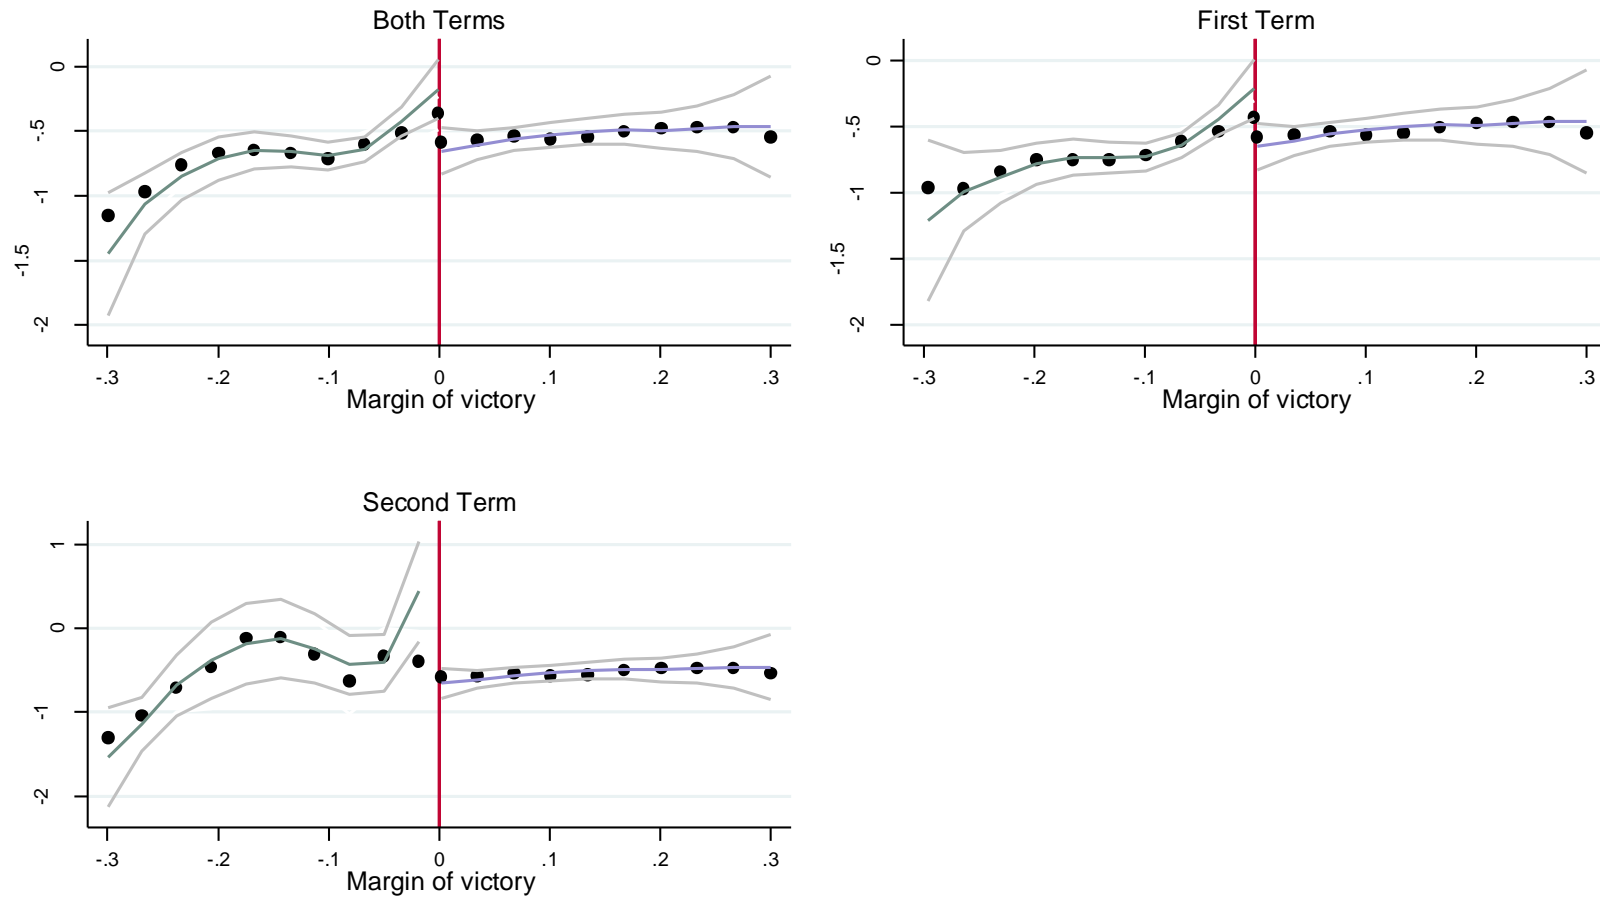 Both Terms
0
-.5
-1
-1.5
-2
-.3 -.2 -.1 0 .1 .2 .3
Margin of victory
First Term
0
-.5
-1
-1.5
-2
-.3 -.2 -.1 0 .1 .2 .3
Margin of victory
Second Term
1
0
-1
-2
-.3 -.2 -.1 0 .1 .2 .3
Margin of victory